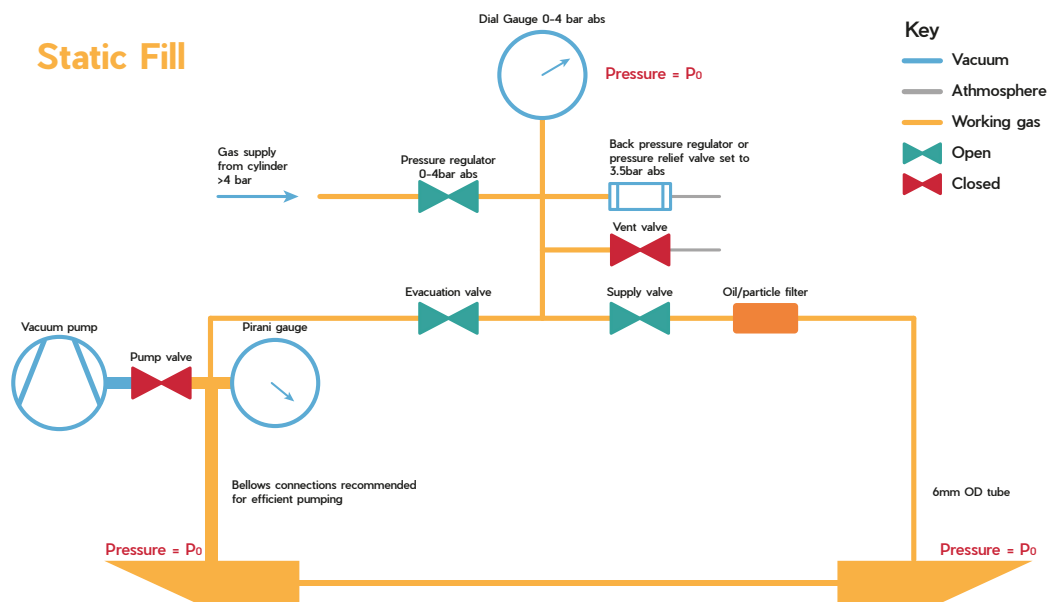 Static Fill
Dial Gauge 0-4 bar abs
Pressure = P0
Key
Vacuum
Athmosphere
Working gas
Open
Closed
Gas supply
from cylinder
>4 bar
Pressure regulator
0-4bar abs
Back pressure regulator or
pressure relief valve set to
3.5bar abs
Vent valve
Evacuation valve
Supply valve
Oil/particle filter
Vacuum pump
Pump valve
Pirani gauge
Bellows connections recommended
for efficient pumping
6mm OD tube
Pressure = P0
Pressure = P0